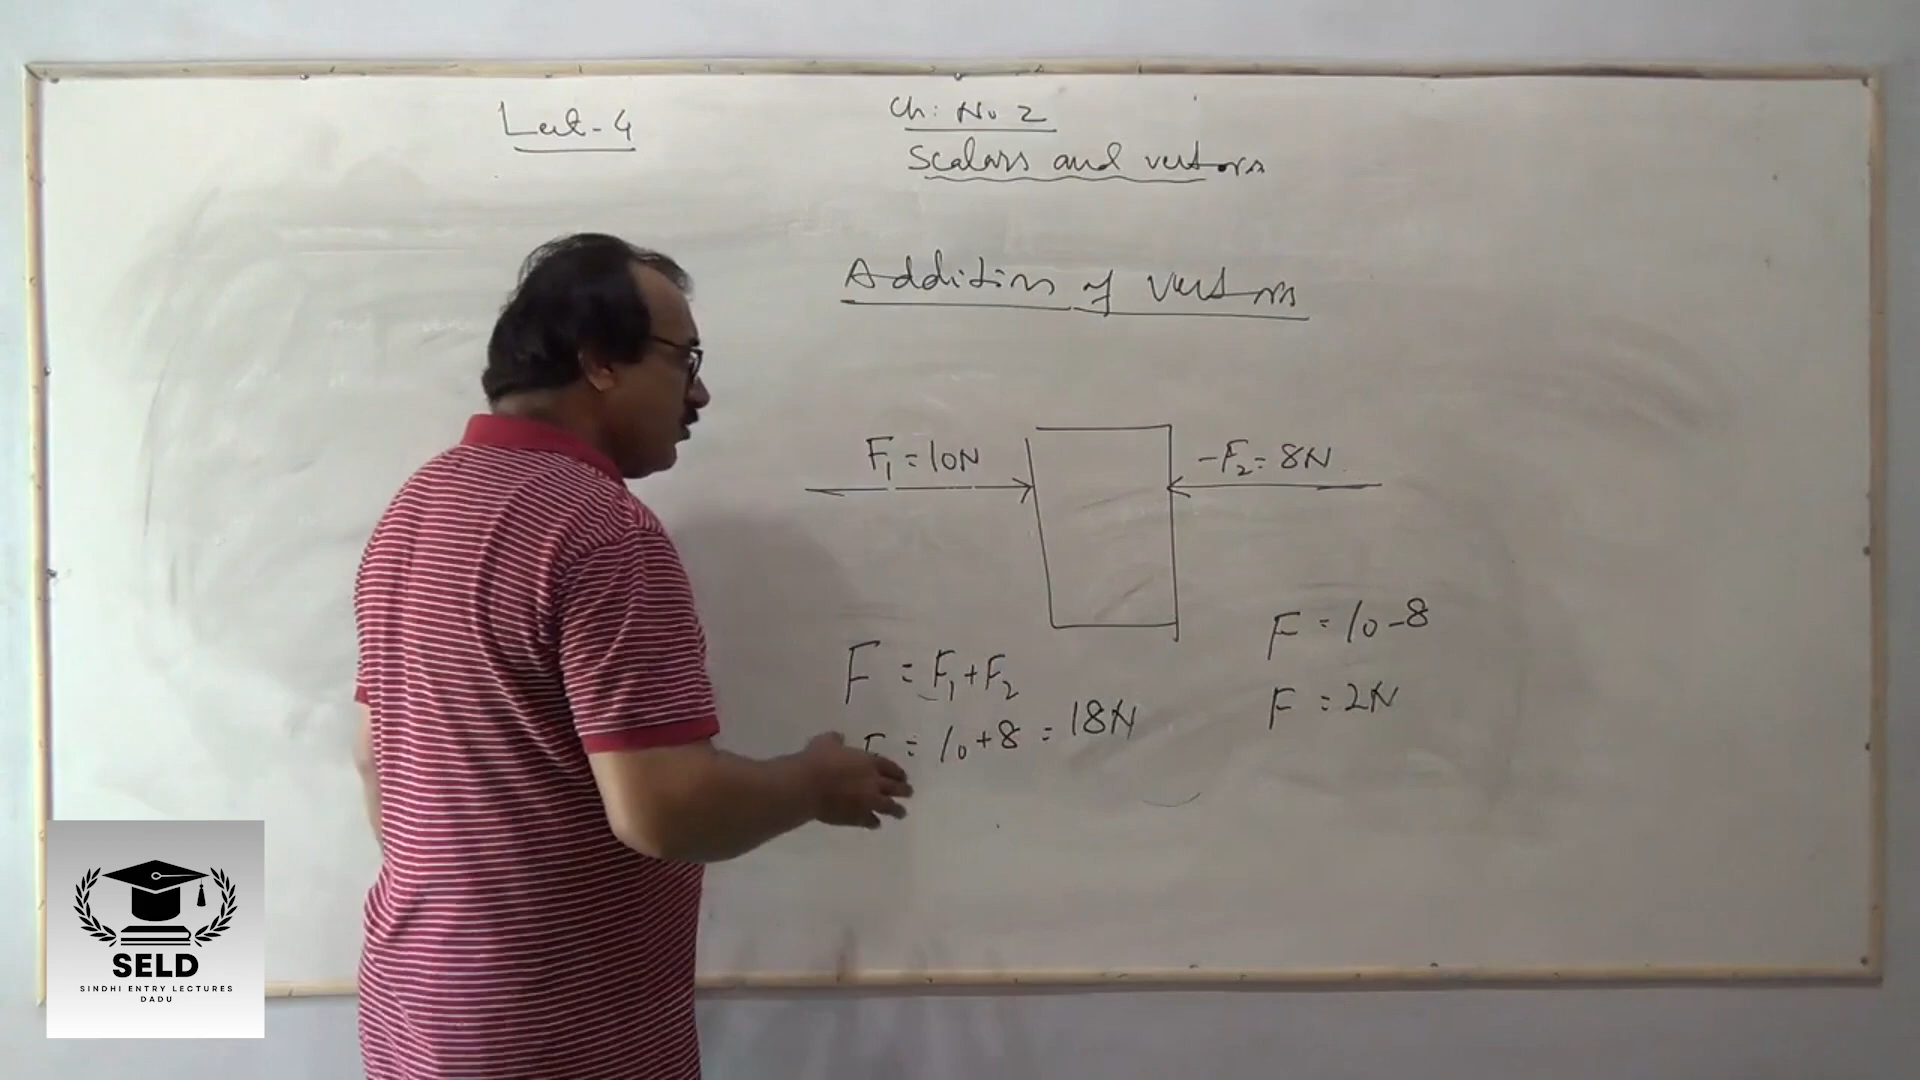 Lect-4
Ch: No 2
Scalars and vectors
Addition of vectors
F₁ = 10N
-F₂ = 8N
F = F₁+F₂
F = 10+8 = 18N
F = 10-8
F = 2N
SELD
SINDHI ENTRY LECTURES
DADU